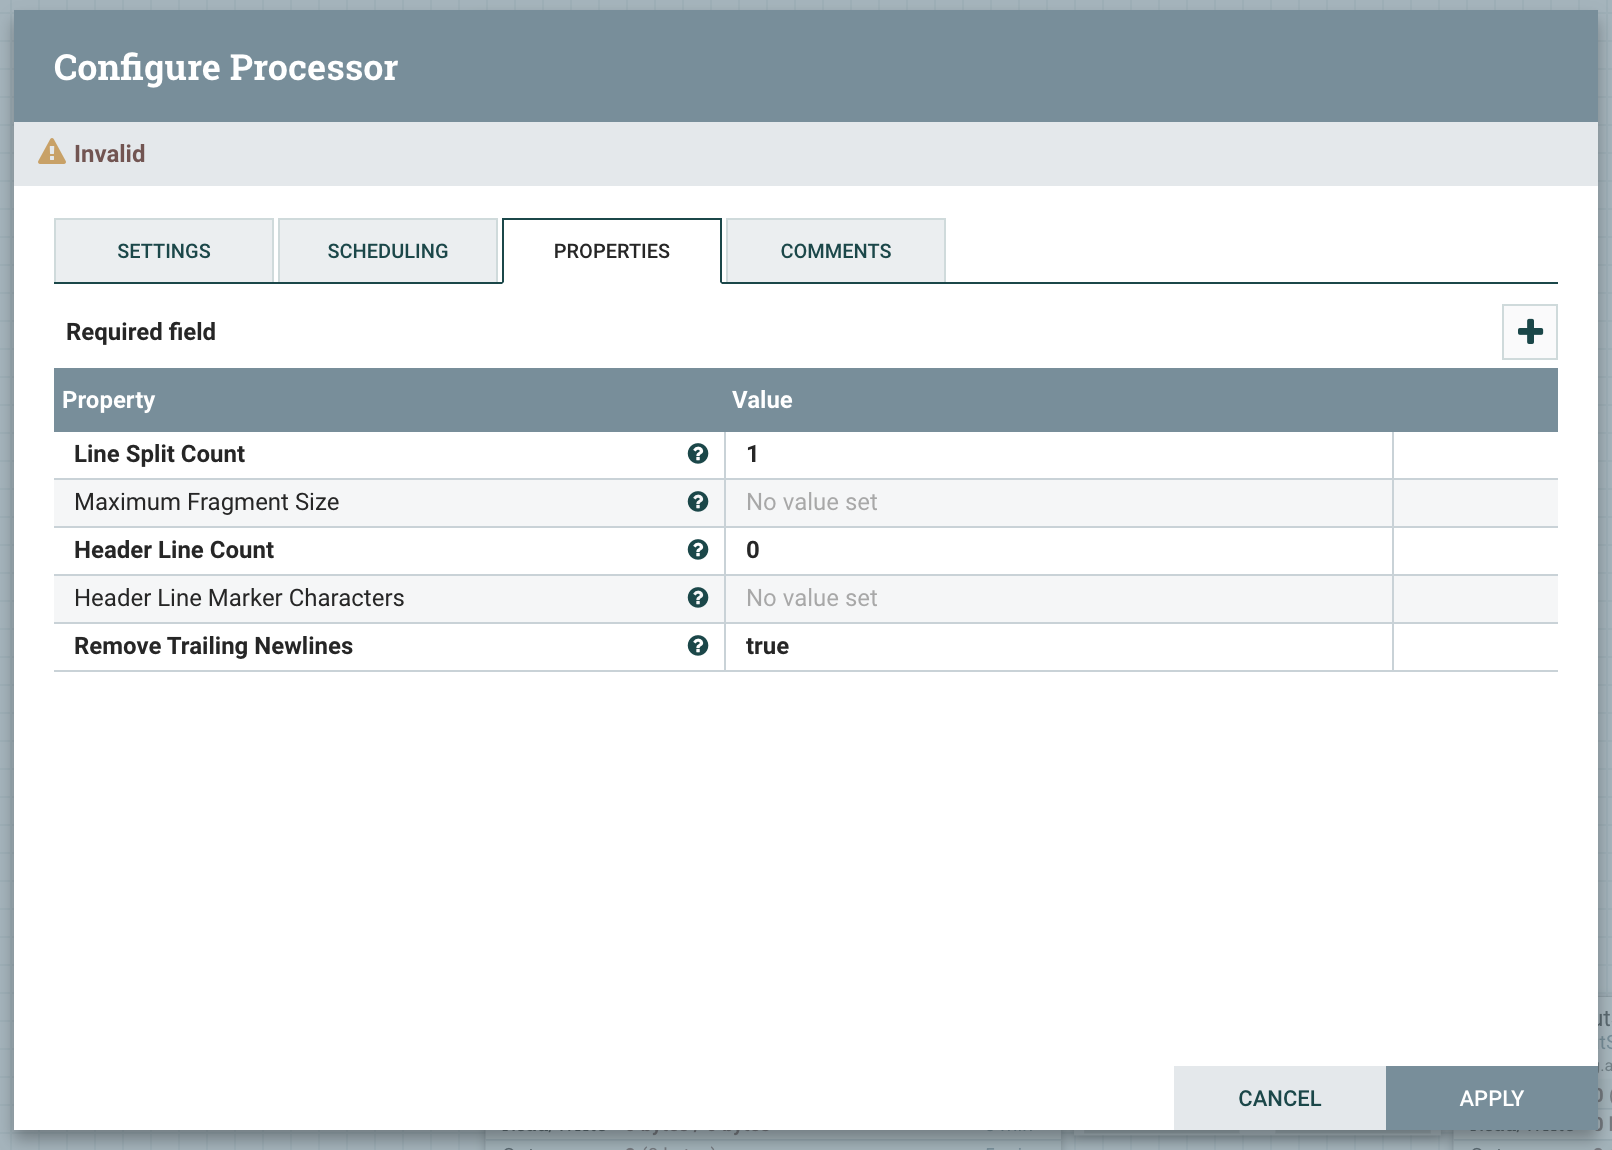 Configure Processor
Invalid
SETTINGS SCHEDULING PROPERTIES COMMENTS
Required field
Property Value
Line Split Count 1
Maximum Fragment Size No value set
Header Line Count 0
Header Line Marker Characters No value set
Remove Trailing Newlines true
CANCEL APPLY